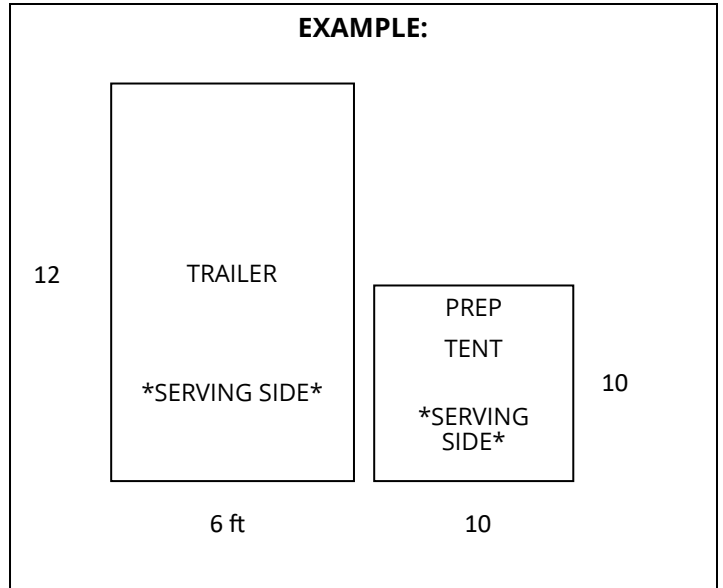 EXAMPLE:
12
TRAILER
*SERVING SIDE*
6 ft
PREP
TENT
*SERVING
SIDE*
10
10